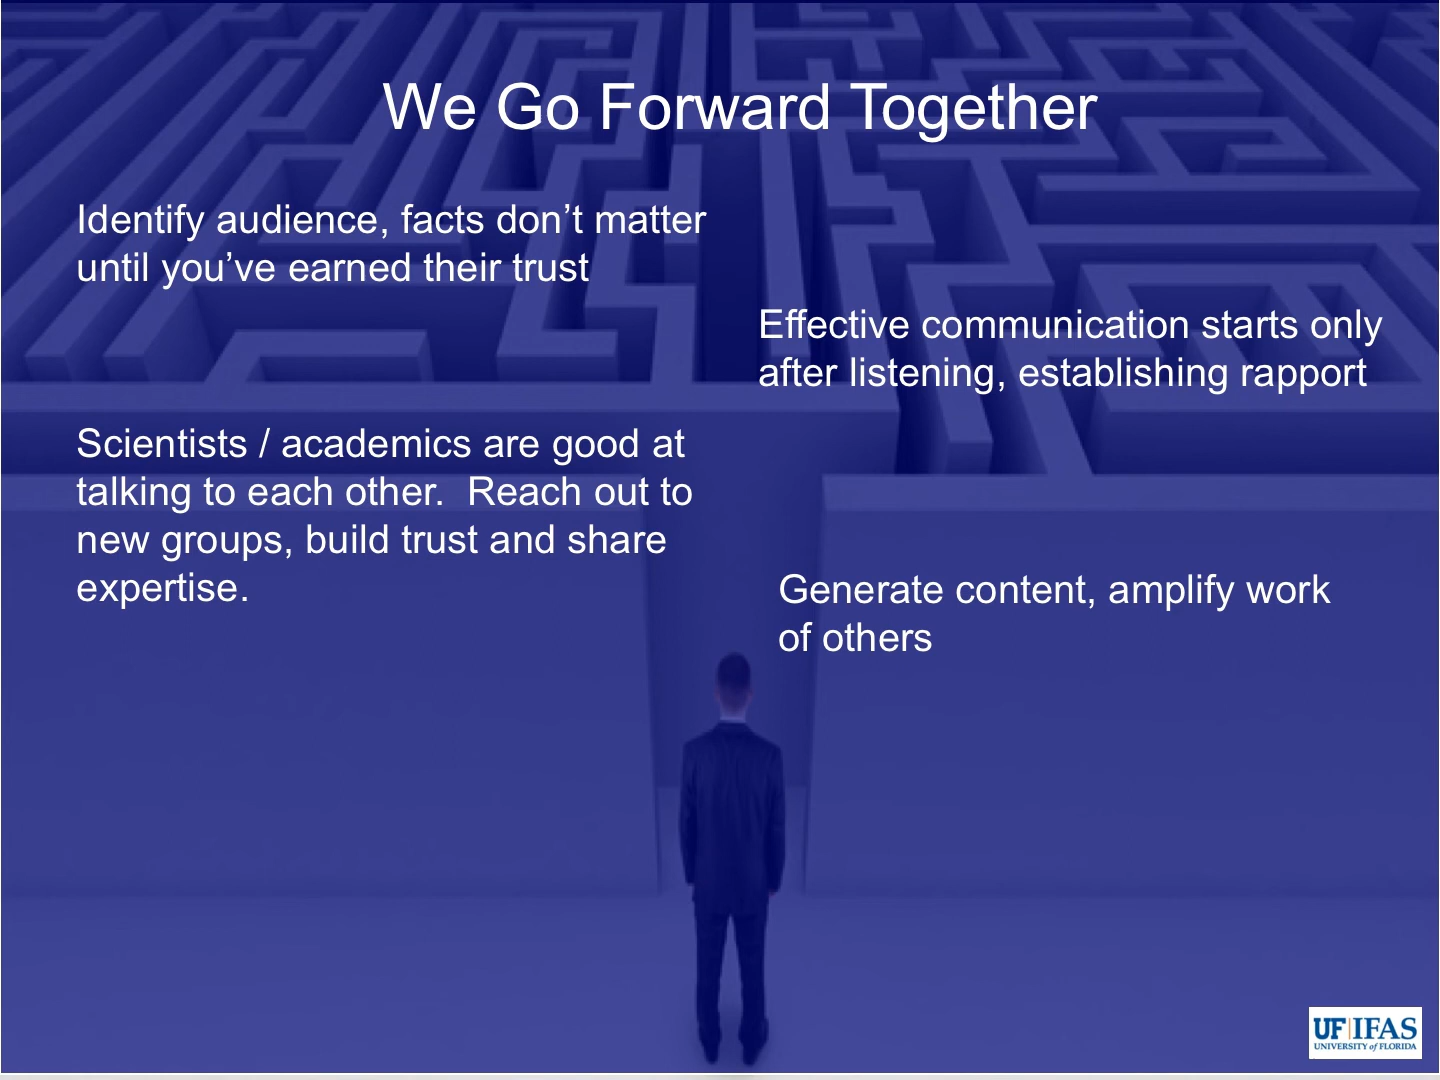 We Go Forward Together
Identify audience, facts don’t matter
until you’ve earned their trust
Effective communication starts only
after listening, establishing rapport
Scientists / academics are good at
talking to each other.  Reach out to
new groups, build trust and share
expertise.
Generate content, amplify work
of others
UF|IFAS
UNIVERSITY of FLORIDA